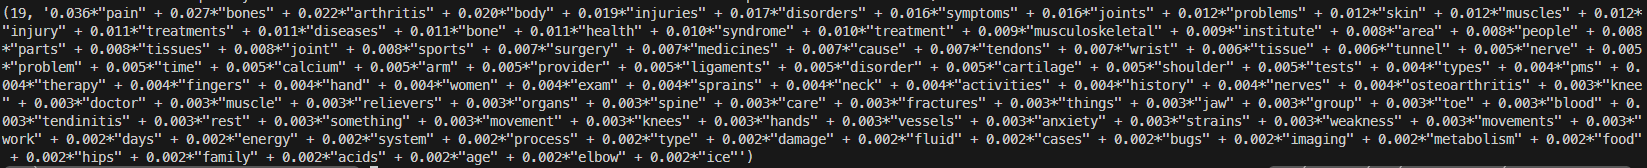 (19, '0.036*"pain" + 0.027*"bones" + 0.022*"arthritis" + 0.020*"body" + 0.019*"injuries" + 0.017*"disorders" + 0.016*"symptoms" + 0.016*"joints" + 0.012*"problems" + 0.012*"skin" + 0.012*"muscles" + 0.012*
"injury" + 0.011*"treatments" + 0.011*"diseases" + 0.011*"bone" + 0.011*"health" + 0.010*"syndrome" + 0.010*"treatment" + 0.009*"musculoskeletal" + 0.009*"institute" + 0.008*"area" + 0.008*"people" + 0.008
*"parts" + 0.008*"tissues" + 0.008*"joint" + 0.008*"sports" + 0.007*"surgery" + 0.007*"medicines" + 0.007*"cause" + 0.007*"tendons" + 0.007*"wrist" + 0.006*"tissue" + 0.006*"tunnel" + 0.005*"nerve" + 0.005
*"problem" + 0.005*"time" + 0.005*"calcium" + 0.005*"arm" + 0.005*"provider" + 0.005*"ligaments" + 0.005*"disorder" + 0.005*"cartilage" + 0.005*"shoulder" + 0.005*"tests" + 0.004*"types" + 0.004*"pms" + 0.
004*"therapy" + 0.004*"fingers" + 0.004*"hand" + 0.004*"women" + 0.004*"exam" + 0.004*"sprains" + 0.004*"neck" + 0.004*"activities" + 0.004*"history" + 0.004*"nerves" + 0.004*"osteoarthritis" + 0.003*"knee
" + 0.003*"doctor" + 0.003*"muscle" + 0.003*"relievers" + 0.003*"organs" + 0.003*"spine" + 0.003*"care" + 0.003*"fractures" + 0.003*"things" + 0.003*"jaw" + 0.003*"group" + 0.003*"toe" + 0.003*"blood" + 0.
003*"tendinitis" + 0.003*"rest" + 0.003*"something" + 0.003*"movement" + 0.003*"knees" + 0.003*"hands" + 0.003*"vessels" + 0.003*"anxiety" + 0.003*"strains" + 0.003*"weakness" + 0.003*"movements" + 0.003*"
work" + 0.002*"days" + 0.002*"energy" + 0.002*"system" + 0.002*"process" + 0.002*"type" + 0.002*"damage" + 0.002*"fluid" + 0.002*"cases" + 0.002*"bugs" + 0.002*"imaging" + 0.002*"metabolism" + 0.002*"food"
 + 0.002*"hips" + 0.002*"family" + 0.002*"acids" + 0.002*"age" + 0.002*"elbow" + 0.002*"ice"')